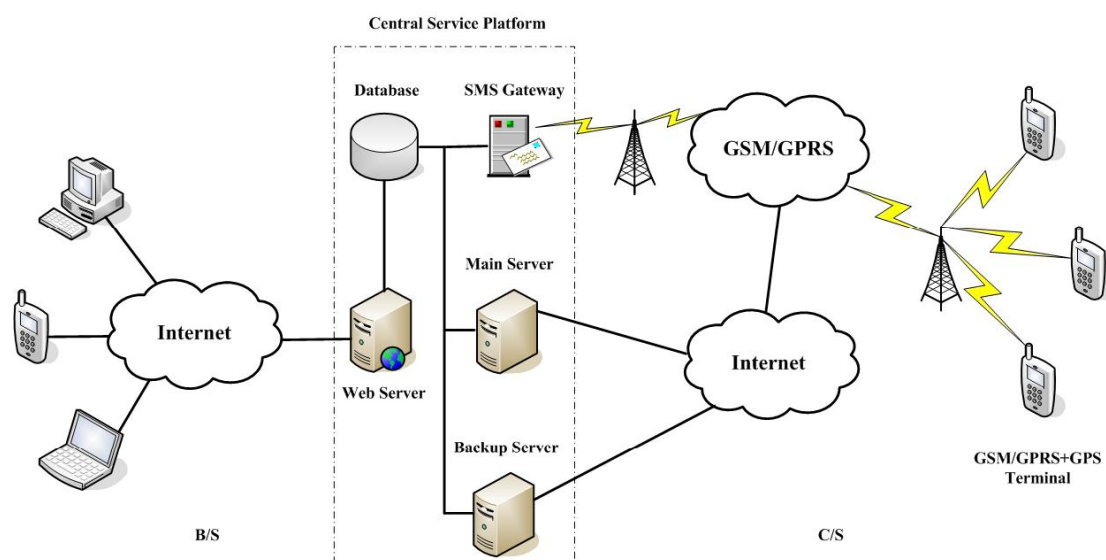 Central Service Platform
Database
SMS Gateway
GSM/GPRS
Main Server
Internet
Web Server
Internet
Backup Server
GSM/GPRS+GPS
Terminal
B/S
C/S